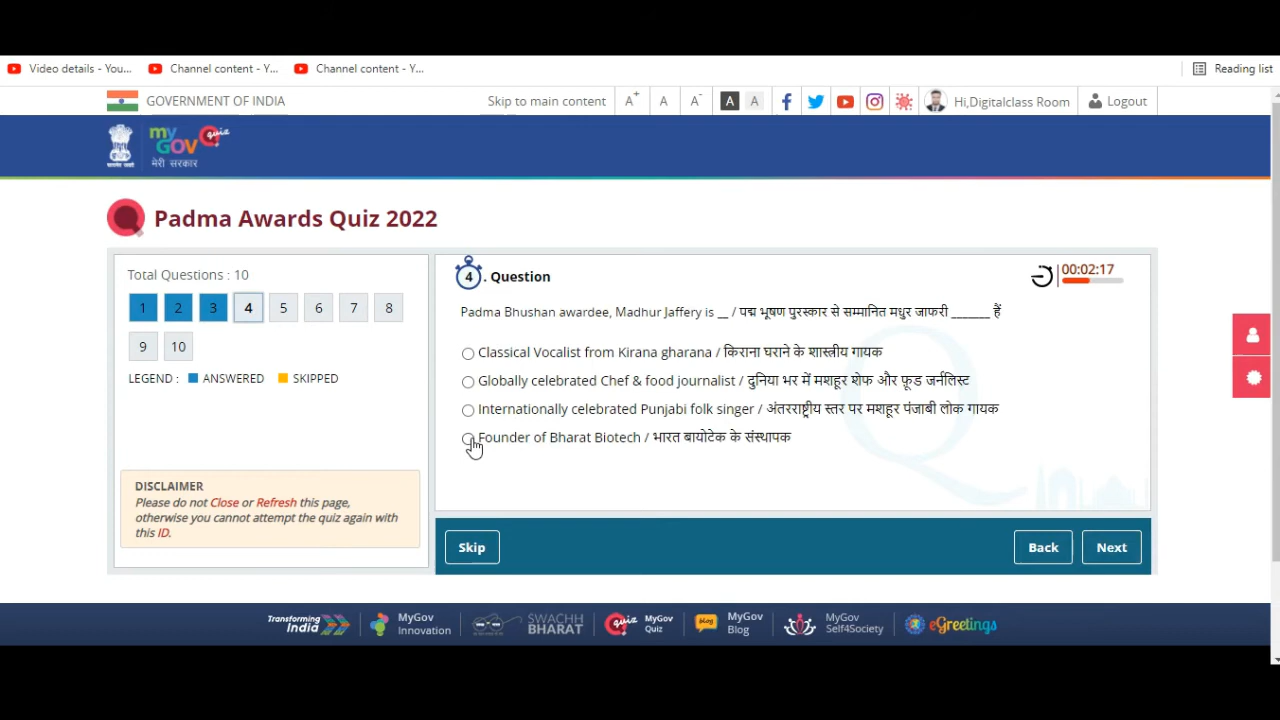 Video details - You...
Channel content - Y...
Channel content - Y...
Reading list
GOVERNMENT OF INDIA
Skip to main content
A+
A
A-
A
A
Hi,Digitalclass Room
Logout
my
GOV
quiz
मेरी सरकार
Padma Awards Quiz 2022
Total Questions : 10
1 2 3 4 5 6 7 8
9 10
LEGEND : ANSWERED SKIPPED
DISCLAIMER
Please do not Close or Refresh this page,
otherwise you cannot attempt the quiz again with
this ID.
4 . Question
00:02:17
Padma Bhushan awardee, Madhur Jaffery is __ / पद्म भूषण पुरस्कार से सम्मानित मधुर जाफरी _______ हैं
Classical Vocalist from Kirana gharana / किराना घराने के शास्त्रीय गायक
Globally celebrated Chef & food journalist / दुनिया भर में मशहूर शेफ और फ़ूड जर्नलिस्ट
Internationally celebrated Punjabi folk singer / अंतरराष्ट्रीय स्तर पर मशहूर पंजाबी लोक गायक
Founder of Bharat Biotech / भारत बायोटेक के संस्थापक
Skip
Back
Next
Transforming
India
MyGov
Innovation
SWACHH
BHARAT
quiz
MyGov
Quiz
blog
MyGov
Blog
MyGov
Self4Society
eGreetings